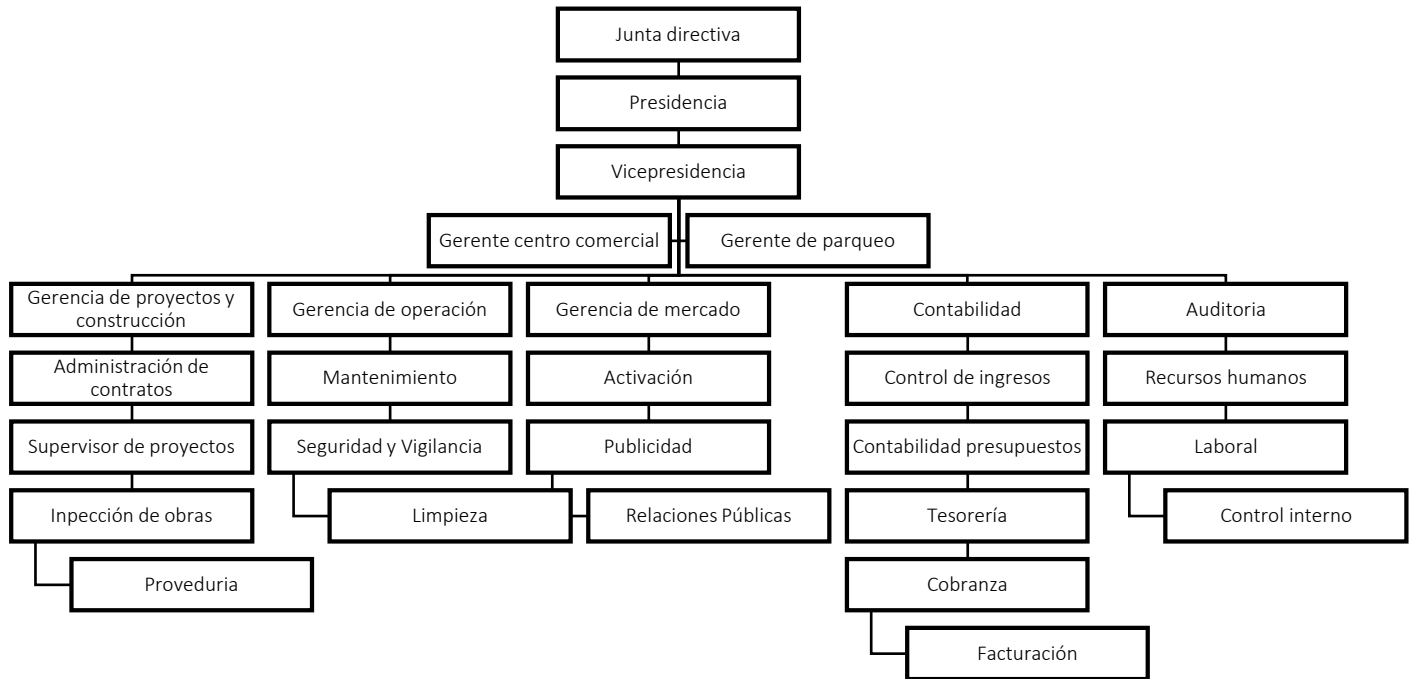 Junta directiva
Presidencia
Vicepresidencia
Gerente centro comercial
Gerente de parqueo
Gerencia de proyectos y
construcción
Gerencia de operación
Gerencia de mercado
Contabilidad
Auditoria
Administración de
contratos
Mantenimiento
Activación
Control de ingresos
Recursos humanos
Supervisor de proyectos
Seguridad y Vigilancia
Publicidad
Contabilidad presupuestos
Laboral
Inpección de obras
Limpieza
Relaciones Públicas
Tesorería
Control interno
Proveduria
Cobranza
Facturación